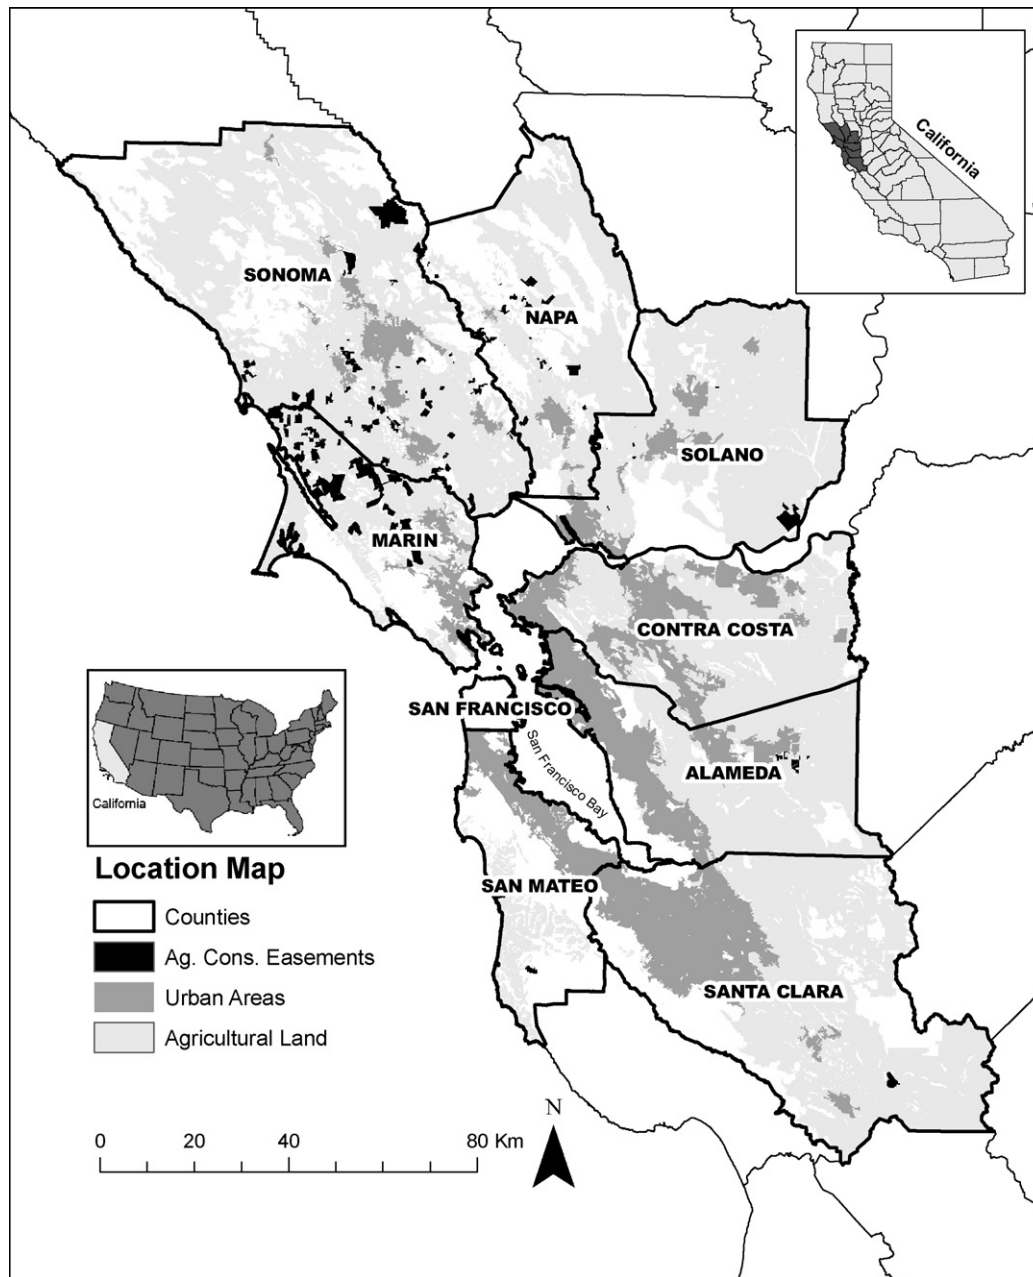 California
SONOMA
NAPA
SOLANO
MARIN
CONTRA COSTA
SAN FRANCISCO
San Francisco Bay
ALAMEDA
California
Location Map
SAN MATEO
Counties
Ag. Cons. Easements
SANTA CLARA
Urban Areas
Agricultural Land
N
0 20 40 80 Km